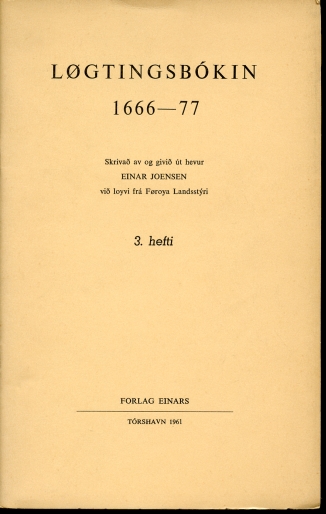 LØGTINGSBÓKIN
1666—77
Skrivað av og givið út hevur
EINAR JOENSEN
við loyvi frá Føroya Landsstýri
3. hefti
FORLAG EINARS
TÓRSHAVN 1961